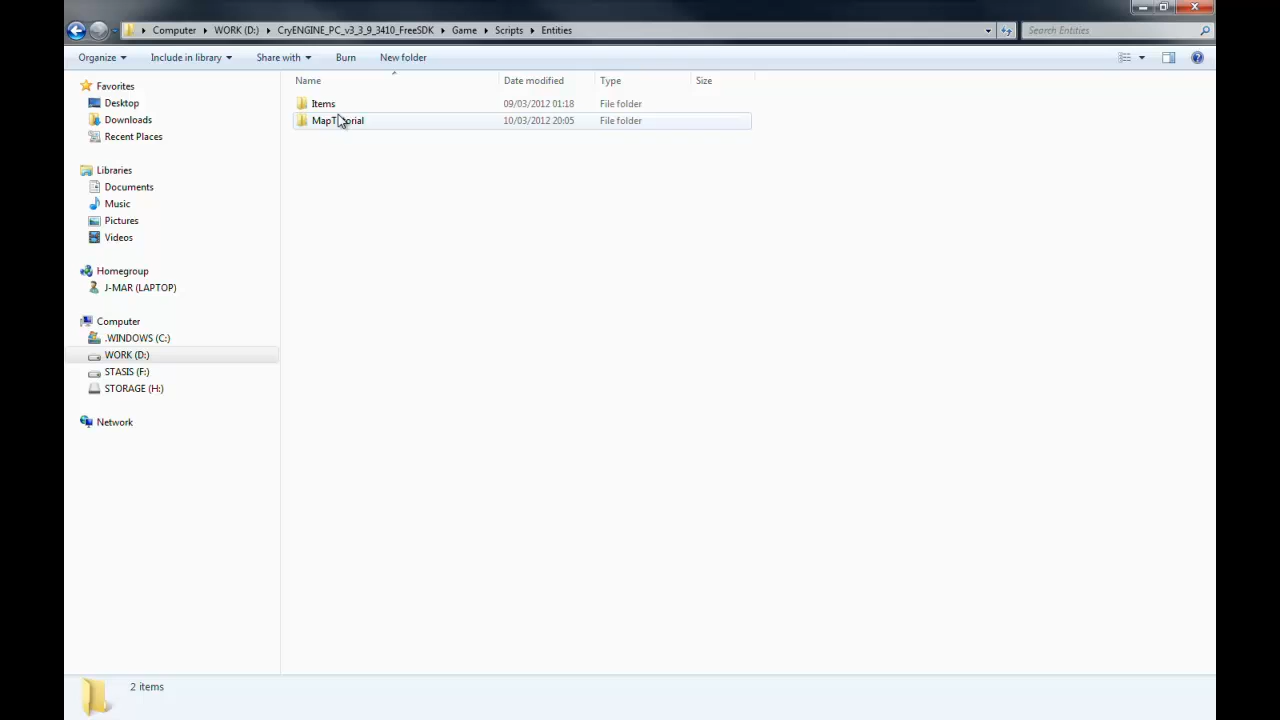 Computer WORK (D:) CryENGINE_PC_v3_3_9_3410_FreeSDK Game Scripts Entities Search Entities
Organize Include in library Share with Burn New folder
Name Date modified Type Size
Items 09/03/2012 01:18 File folder
10/03/2012 20:05 File folder
Favorites
Desktop
Downloads
Recent Places
Libraries
Documents
Music
Pictures
Videos
Homegroup
J-MAR (LAPTOP)
Computer
.WINDOWS (C:)
WORK (D:)
STASIS (F:)
STORAGE (H:)
Network
2 items